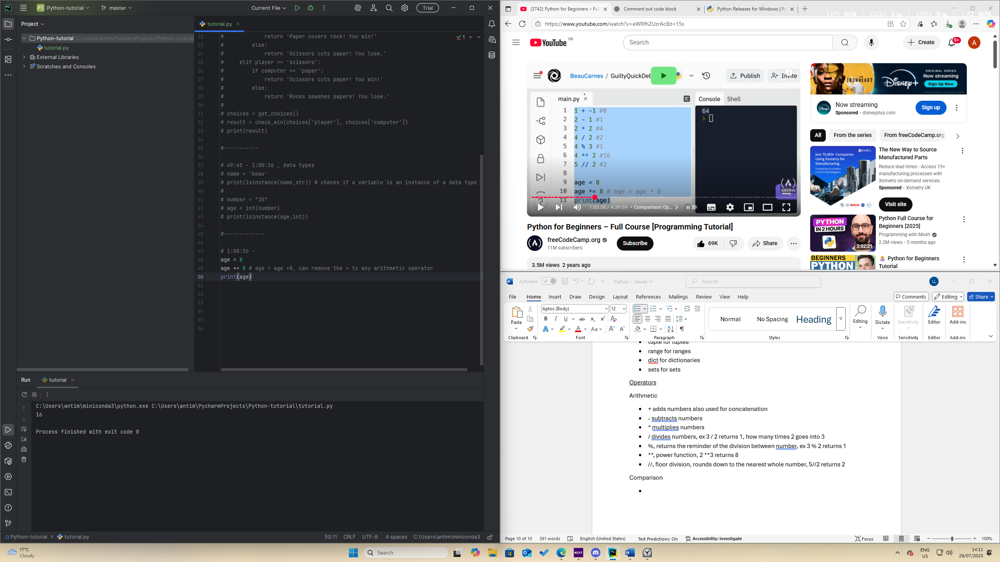 PT Python-tutorial
master
Current File
Trial
Project
tutorial.py
Python-tutorial C:\Users\antim\PycharmProjects\Python-tutorial
tutorial.py
External Libraries
Scratches and Consoles
1
22 #             return 'Paper covers rock! You win!'
23 #         else:
24 #             return 'Scissors cuts paper! You lose.'
25 #     elif player == 'scissors':
26 #         if computer == 'paper':
27 #             return 'Scissors cuts paper! You win!'
28 #         else:
29 #             return 'Rocks smashes papers! You lose.'
30 #
31 # choices = get_choices()
32 # result = check_win(choices['player'], choices['computer'])
33 # print(result)
34
35 #-----------
36
37 # 49:45 - 1:00:36 , data types
38 # name = 'beau'
39 # print(isinstance(name,str)) # checks if a variable is an instance of a data type
40 #
41 # number = "20"
42 # age = int(number)
43 # print(isinstance(age,int))
44
45 #-------------
46
47 # 1:00:36 -
48 age = 8
49 age += 8 # age = age +8, can remove the + to any arithmetic operator
50 print(age)
51
52
53
54
55
56
Run
tutorial
C:\Users\antim\miniconda3\python.exe C:\Users\antim\PycharmProjects\Python-tutorial\tutorial.py
16
Process finished with exit code 0
Python-tutorial > tutorial.py
50:11 CRLF UTF-8 4 spaces C:\Users\antim\miniconda3
(3742) Python for Beginners – Ful
Comment out code block
Python Releases for Windows | Py
FPS N/A GPU 1 % CPU 9 % LAT N/A
https://www.youtube.com/watch?v=eWRfhZUzrAc&t=15s
YouTube GB
Search
Create
9+
A
BeauCarnes / GuiltyQuickDeb
Publish
Invite
main.py
Console
Shell
1 1 + -1 #0
2 2 - 1 #1
3 2 * 2 #4
4 4 / 2 #2
5 4 % 3 #1
6 4 ** 2 #16
7 5 // 2 #2
8
9 age = 8
10 age *= 8 # age = age * 8
11 print(age)
64
SUBSCRIBE
1:03:58 / 4:39:59 • Comparison Op...
Python for Beginners – Full Course [Programming Tutorial]
freeCodeCamp.org
11M subscribers
Subscribe
69K
Share
3.5M views 2 years ago
IRONHEART
ORIGINAL SERIES
Now streaming
Sign Up Now
Disney+
Now streaming
Sponsored · disneyplus.com
Sign up
All
From the series
From freeCodeCamp.org
Xometry
Join 70,000+ Companies
Using Xometry for
Manufacturing
Trusted by purchasers
in the United Kingdom
BOSCH
The New Way to Source
Manufactured Parts
Reduce lead times - Access 15+
manufacturing processes with
Xometry on-demand services.
Sponsored · Xometry UK
Visit site
PYTHON
IN 2 HOURS
2:02:21
Python Full Course for
Beginners [2025]
Programming with Mosh
2.2M views · 5 months ago
BEGINNERS
PYTHON
Python for Beginners
Tutorial
AutoSave
Python • Saved
Search
LL
File Home Insert Draw Design Layout References Mailings Review View Help
Comments
Editing
Share
Paste
Clipboard
Aptos (Body)
12
Font
Paragraph
Normal
No Spacing
Heading
Styles
Editing
Dictate
Voice
Sensitivity
Sensitivity
Editor
Editor
Add-ins
Add-ins
• tuple for tuples
• range for ranges
• dict for dictionaries
• sets for sets
Operators
Arithmetic
• + adds numbers also used for concatenation
• - subtracts numbers
• * multiplies numbers
• / divides numbers, ex 3 / 2 returns 1, how many times 2 goes into 3
• %, returns the reminder of the division between number, ex 3 % 2 returns 1
• **, power function, 2 **3 returns 8
• //, floor division, rounds down to the nearest whole number, 5//2 returns 2
Comparison
•
Page 10 of 10
391 words
English (United States)
Text Predictions: On
Accessibility: Investigate
Focus
100%
17°C
Cloudy
Search
NZXT
ENG
US
14:11
29/07/2025